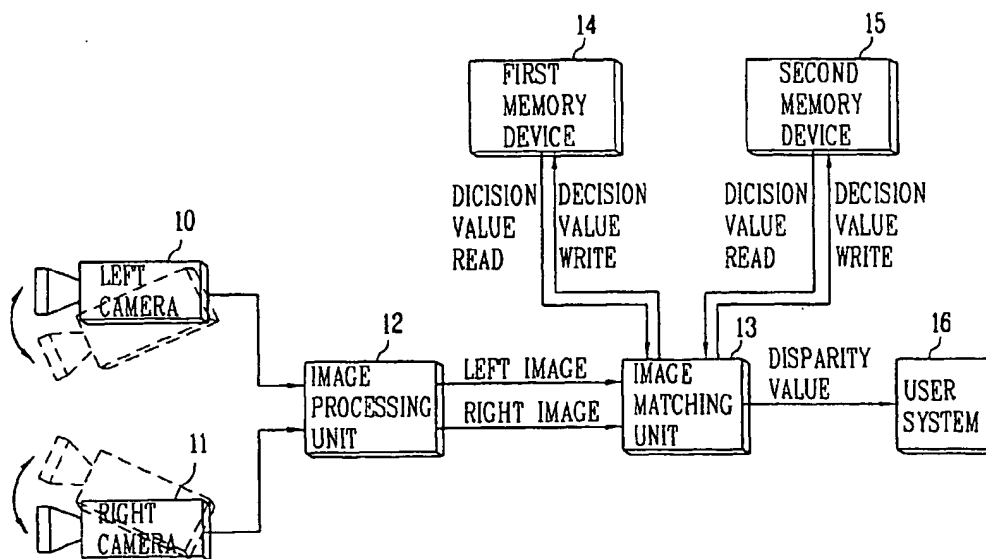 14
15
FIRST
MEMORY
DEVICE
SECOND
MEMORY
DEVICE
DICISION
VALUE
READ
DECISION
VALUE
WRITE
DICISION
VALUE
READ
DECISION
VALUE
WRITE
10
LEFT
CAMERA
12
IMAGE
PROCESSING
UNIT
LEFT IMAGE
RIGHT IMAGE
13
IMAGE
MATCHING
UNIT
DISPARITY
VALUE
16
USER
SYSTEM
11
RIGHT
CAMERA